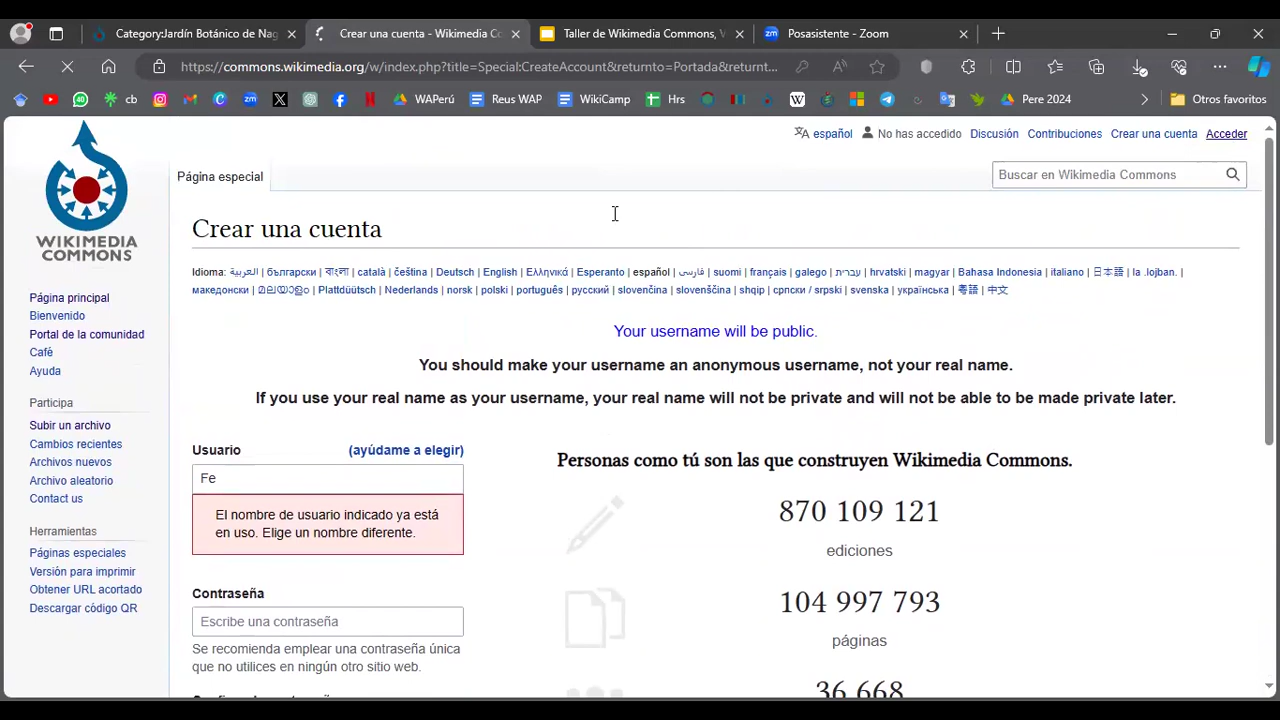 Category:Jardín Botánico de Nag
Crear una cuenta - Wikimedia Co
Taller de Wikimedia Commons, V
Posasistente - Zoom
https://commons.wikimedia.org/w/index.php?title=Special:CreateAccount&returnto=Portada&returnt...
cb
WAPerú
Reus WAP
WikiCamp
Hrs
Pere 2024
Otros favoritos
español
No has accedido
Discusión
Contribuciones
Crear una cuenta
Acceder
WIKIMEDIA
COMMONS
Página especial
Buscar en Wikimedia Commons
Crear una cuenta
Idioma: العربية | български | বাংলা | català | čeština | Deutsch | English | Ελληνικά | Esperanto | español | فارسی | suomi | français | galego | עברית | hrvatski | magyar | Bahasa Indonesia | italiano | 日本語 | la .lojban. |
македонски | മലയാളം | Plattdüütsch | Nederlands | norsk | polski | português | русский | slovenčina | slovenščina | shqip | српски / srpski | svenska | українська | 粵語 | 中文
Página principal
Bienvenido
Portal de la comunidad
Café
Ayuda
Participa
Subir un archivo
Cambios recientes
Archivos nuevos
Archivo aleatorio
Contact us
Herramientas
Páginas especiales
Versión para imprimir
Obtener URL acortado
Descargar código QR
Your username will be public.
You should make your username an anonymous username, not your real name.
If you use your real name as your username, your real name will not be private and will not be able to be made private later.
Usuario
(ayúdame a elegir)
Fe
El nombre de usuario indicado ya está
en uso. Elige un nombre diferente.
Contraseña
Escribe una contraseña
Se recomienda emplear una contraseña única
que no utilices en ningún otro sitio web.
Personas como tú son las que construyen Wikimedia Commons.
870 109 121
ediciones
104 997 793
páginas
36 668